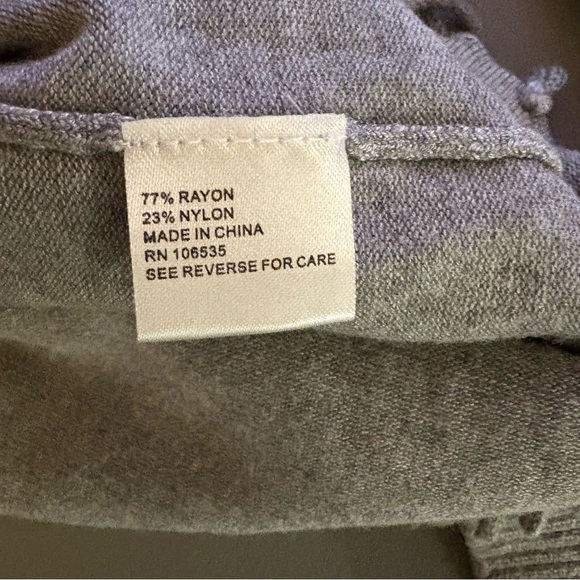 77% RAYON
23% NYLON
MADE IN CHINA
RN 106535
SEE REVERSE FOR CARE